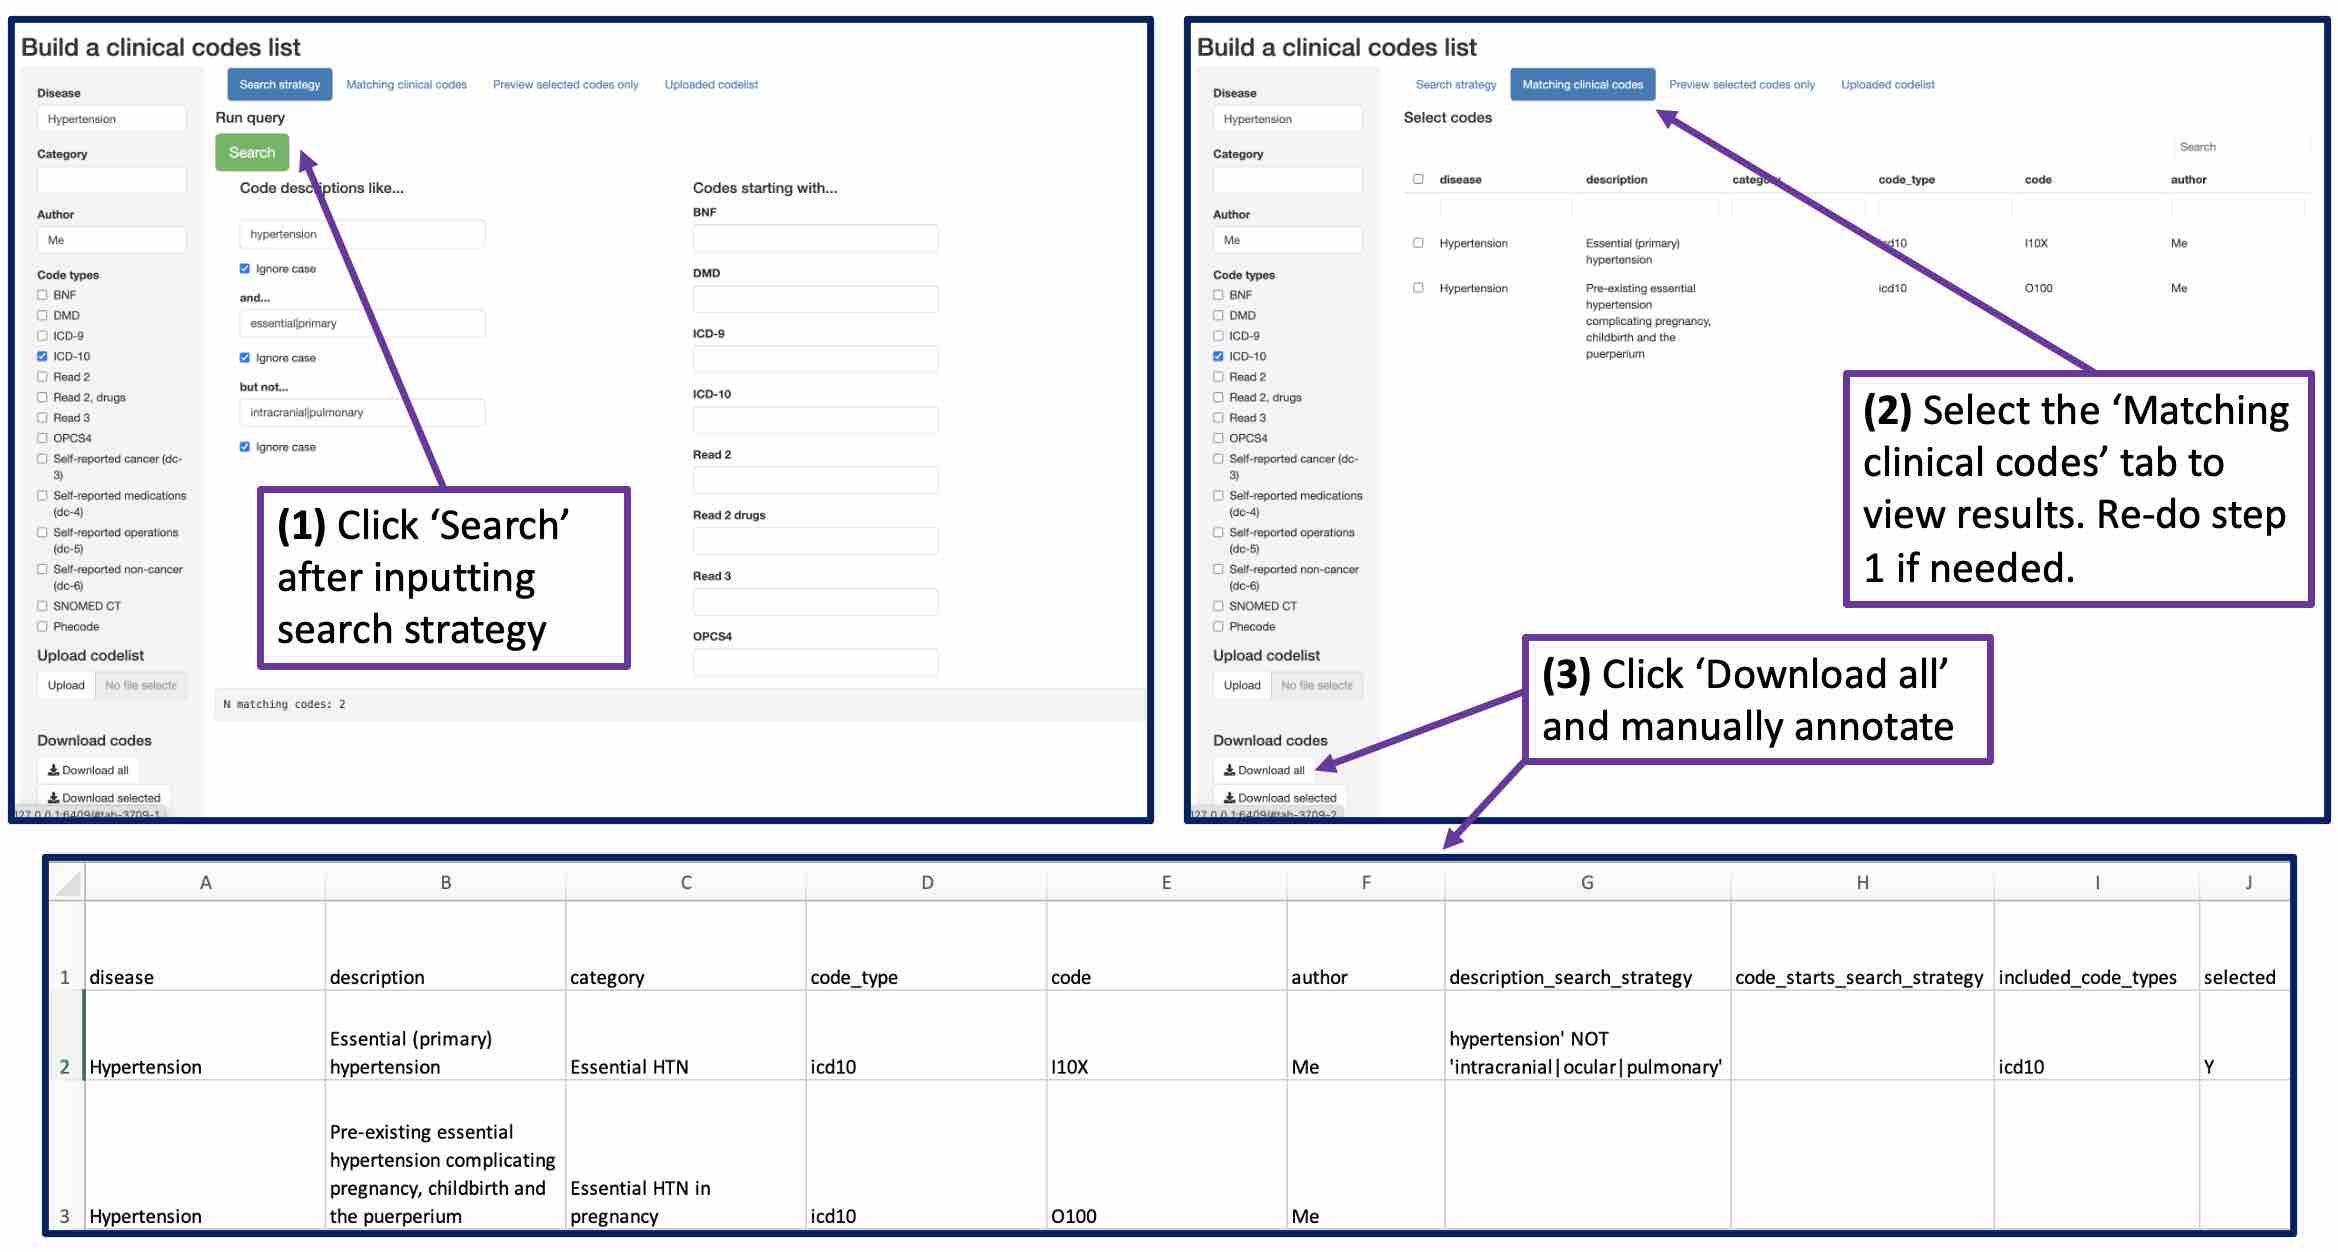 Build a clinical codes list
Search strategy Matching clinical codes Preview selected codes only Uploaded codelist
Disease
Hypertension
Category
Author
Me
Code types
BNF
DMD
ICD-9
ICD-10
Read 2
Read 2, drugs
Read 3
OPCS4
Self-reported cancer (dc-
3)
Self-reported medications
(dc-4)
Self-reported operations
(dc-5)
Self-reported non-cancer
(dc-6)
SNOMED CT
Phecode
Upload codelist
Upload No file selecte
Download codes
Download all
Download selected
127.0.0.1:6409/#tab-3709-1
Run query
Search
Code descriptions like...
hypertension
Ignore case
and...
essential|primary
Ignore case
but not...
intracranial|pulmonary
Ignore case
Codes starting with...
BNF
DMD
ICD-9
ICD-10
Read 2
Read 2 drugs
Read 3
OPCS4
N matching codes: 2
(1) Click ‘Search’
after inputting
search strategy
Build a clinical codes list
Search strategy Matching clinical codes Preview selected codes only Uploaded codelist
Disease
Hypertension
Category
Author
Me
Code types
BNF
DMD
ICD-9
ICD-10
Read 2
Read 2, drugs
Read 3
OPCS4
Self-reported cancer (dc-
3)
Self-reported medications
(dc-4)
Self-reported operations
(dc-5)
Self-reported non-cancer
(dc-6)
SNOMED CT
Phecode
Upload codelist
Upload No file selecte
Download codes
Download all
Download selected
127.0.0.1:6409/#tab-3709-2
Select codes
Search
disease description category code_type code author
Hypertension Essential (primary) icd10 I10X Me
hypertension
Hypertension Pre-existing essential icd10 O100 Me
hypertension
complicating pregnancy,
childbirth and the
puerperium
(2) Select the ‘Matching
clinical codes’ tab to
view results. Re-do step
1 if needed.
(3) Click ‘Download all’
and manually annotate
A B C D E F G H I J
1 disease description category code_type code author description_search_strategy code_starts_search_strategy included_code_types selected
Essential (primary) hypertension' NOT
2 Hypertension hypertension Essential HTN icd10 I10X Me 'intracranial|ocular|pulmonary' icd10 Y
Pre-existing essential
hypertension complicating
pregnancy, childbirth and Essential HTN in
3 Hypertension the puerperium pregnancy icd10 O100 Me